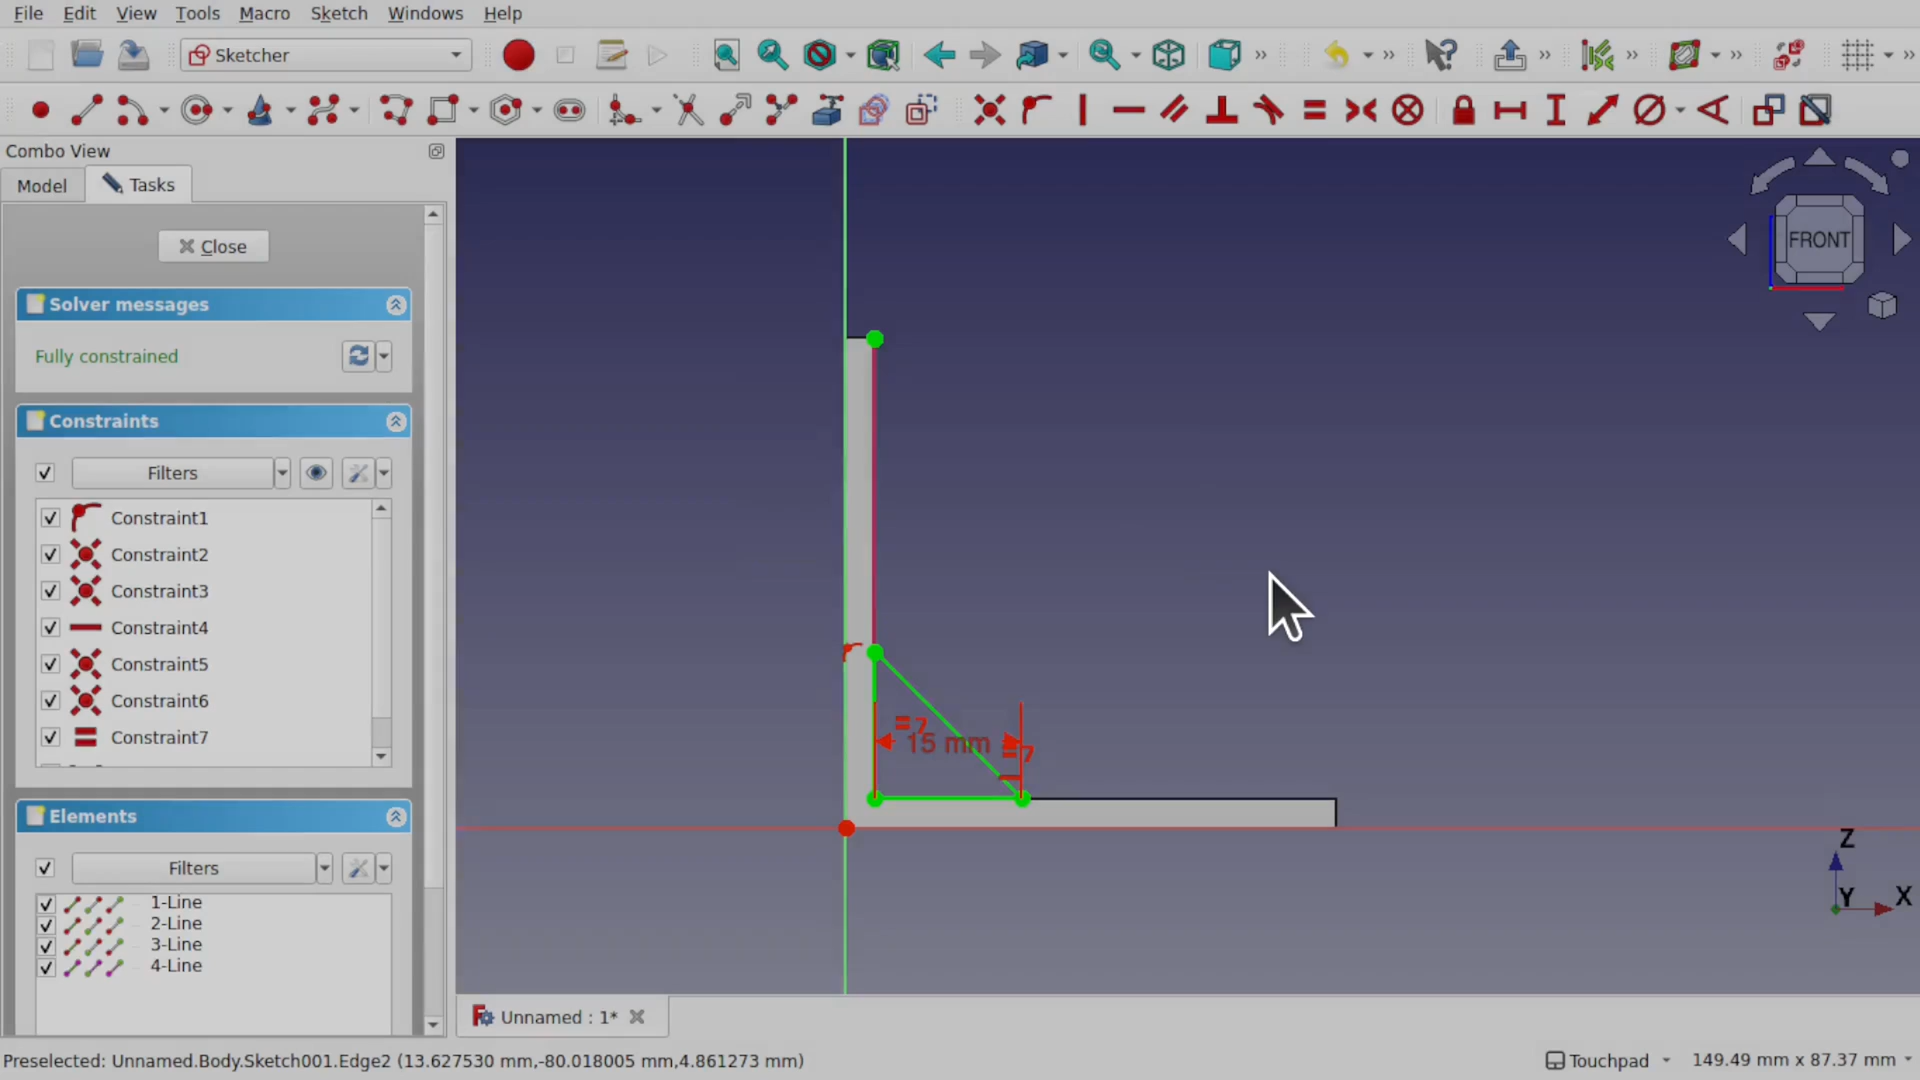 File Edit View Tools Macro Sketch Windows Help
Sketcher
Combo View
Model Tasks
Close
Solver messages
Fully constrained
Constraints
Filters
Constraint1
Constraint2
Constraint3
Constraint4
Constraint5
Constraint6
Constraint7
Elements
Filters
1-Line
2-Line
3-Line
4-Line
FRONT
7
15 mm
7
Z
Y X
Unnamed : 1*
Preselected: Unnamed.Body.Sketch001.Edge2 (13.627530 mm,-80.018005 mm,4.861273 mm)
Touchpad
149.49 mm x 87.37 mm